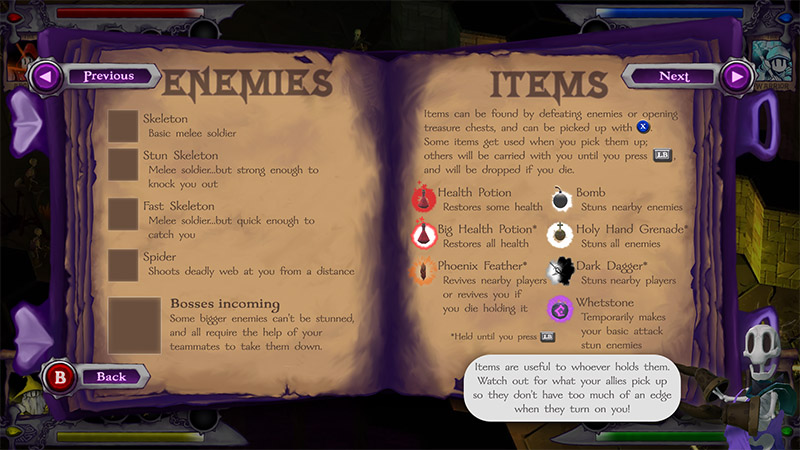 Previous
ENEMIES
Skeleton
Basic melee soldier
Stun Skeleton
Melee soldier...but strong enough to
knock you out
Fast Skeleton
Melee soldier...but quick enough to
catch you
Spider
Shoots deadly web at you from a distance
Bosses incoming
Some bigger enemies can't be stunned,
and all require the help of your
teammates to take them down.
B Back
ITEMS
Next
Items can be found by defeating enemies or opening
treasure chests, and can be picked up with X.
Some items get used when you pick them up;
others will be carried with you until you press LB,
and will be dropped if you die.
Health Potion
Restores some health
Big Health Potion*
Restores all health
Phoenix Feather*
Revives nearby players
or revives you if
you die holding it
*Held until you press LB
Bomb
Stuns nearby enemies
Holy Hand Grenade*
Stuns all enemies
Dark Dagger*
Stuns nearby players
Whetstone
Temporarily makes
your basic attack
stun enemies
Items are useful to whoever holds them.
Watch out for what your allies pick up
so they don't have too much of an edge
when they turn on you!